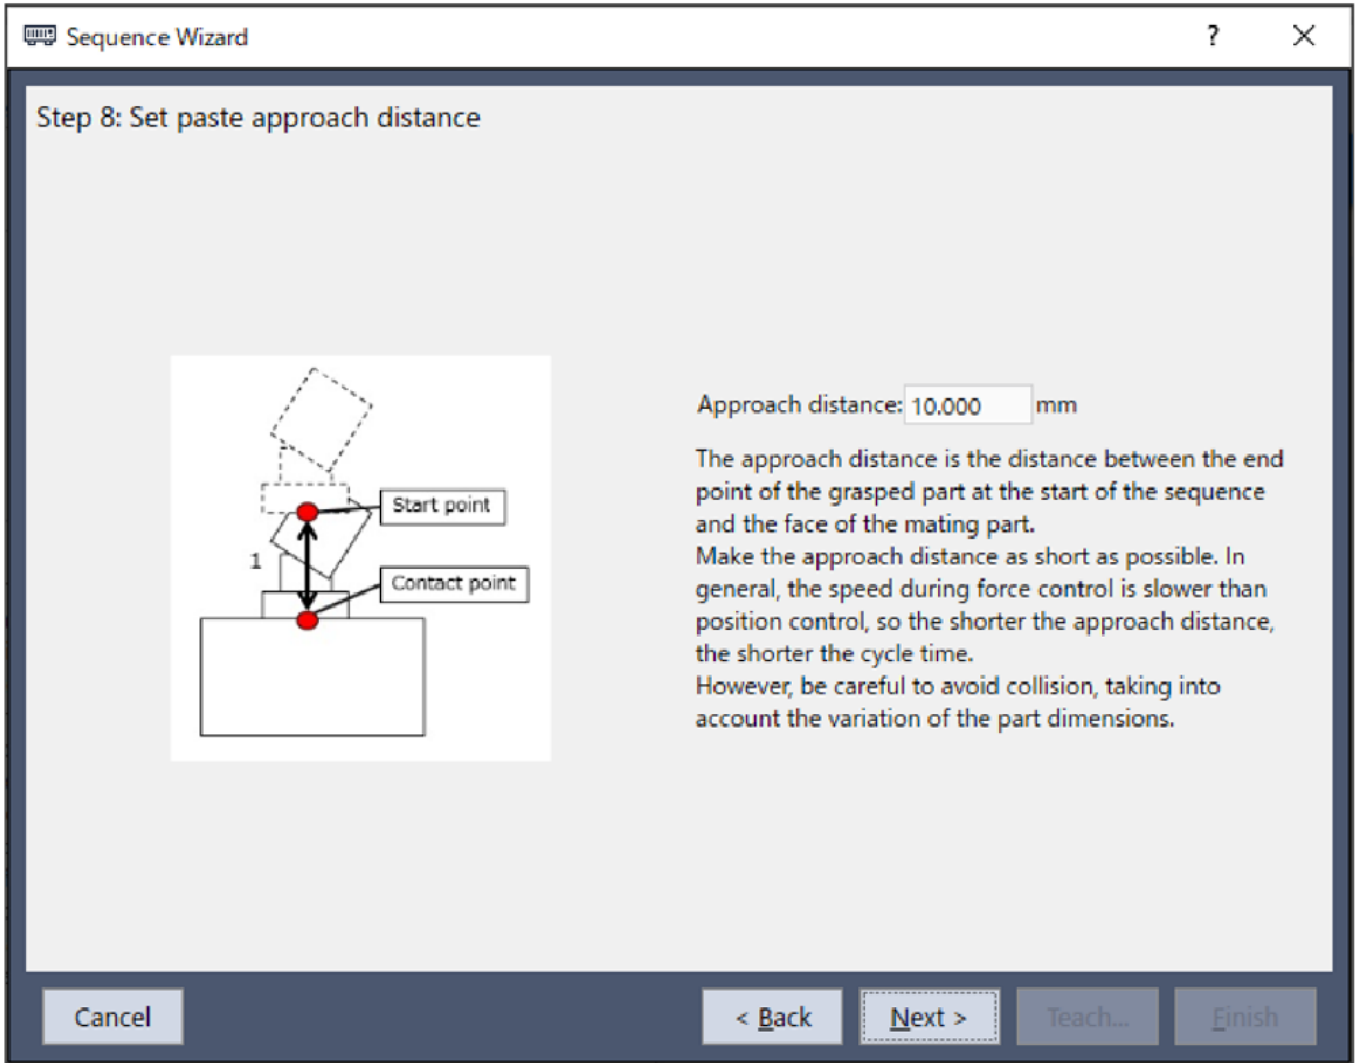 Sequence Wizard
?
Step 8: Set paste approach distance
Start point
1
Contact point
Approach distance: 10.000 mm
The approach distance is the distance between the end
point of the grasped part at the start of the sequence
and the face of the mating part.
Make the approach distance as short as possible. In
general, the speed during force control is slower than
position control, so the shorter the approach distance,
the shorter the cycle time.
However, be careful to avoid collision, taking into
account the variation of the part dimensions.
Cancel
< Back
Next >
Teach...
Finish